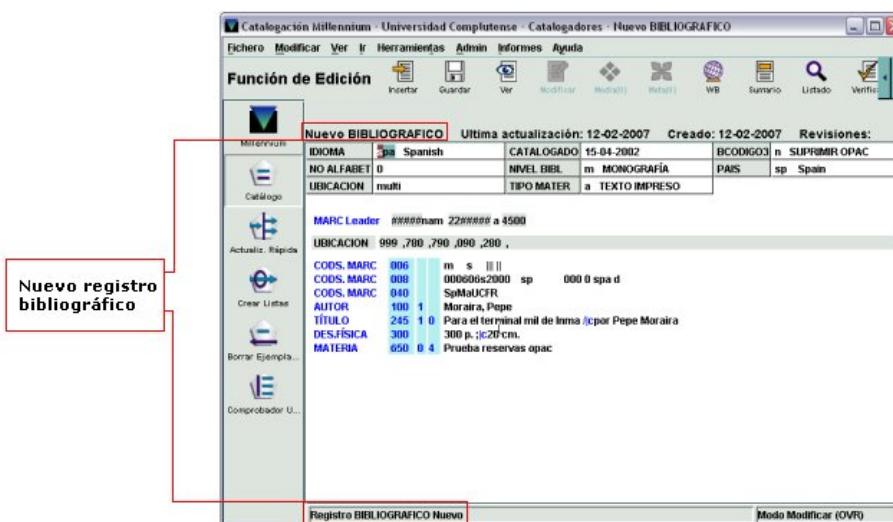 Catalogación Millennium · Universidad Complutense · Catalogadores · Nuevo BIBLIOGRAFICO
Fichero Modificar Ver Ir Herramientas Admin Informes Ayuda
Función de Edición
Insertar Guardar Ver Modificar WB Sumario Listado
Nuevo BIBLIOGRAFICO Ultima actualización: 12-02-2007 Creado: 12-02-2007 Revisiones:
IDIOMA spa Spanish CATALOGADO 15-04-2002 BCODIGO3 n SUPRIMIR OPAC
NO ALFABET 0 NIVEL BIBL m MONOGRAFÍA PAIS sp Spain
UBICACION multi TIPO MATER a TEXTO IMPRESO
Millennium
Catálogo
Actualiz. Rápida
Crear Listas
Borrar Ejempla...
Comprobador U...
MARC Leader #####nam 22##### a 4500
UBICACION 999 ,780 ,790 ,090 ,280 ,
CODS. MARC 006 m s || ||
CODS. MARC 008 000606s2000 sp 000 0 spa d
CODS. MARC 040 SpMaUCFR
AUTOR 100 1 Moraira, Pepe
TÍTULO 245 1 0 Para el terminal mil de Inma /|cpor Pepe Moraira
DES.FÍSICA 300 300 p. ;|c20 cm.
MATERIA 650 0 4 Prueba reservas opac
Nuevo registro
bibliográfico
Registro BIBLIOGRAFICO Nuevo Modo Modificar (OVR)